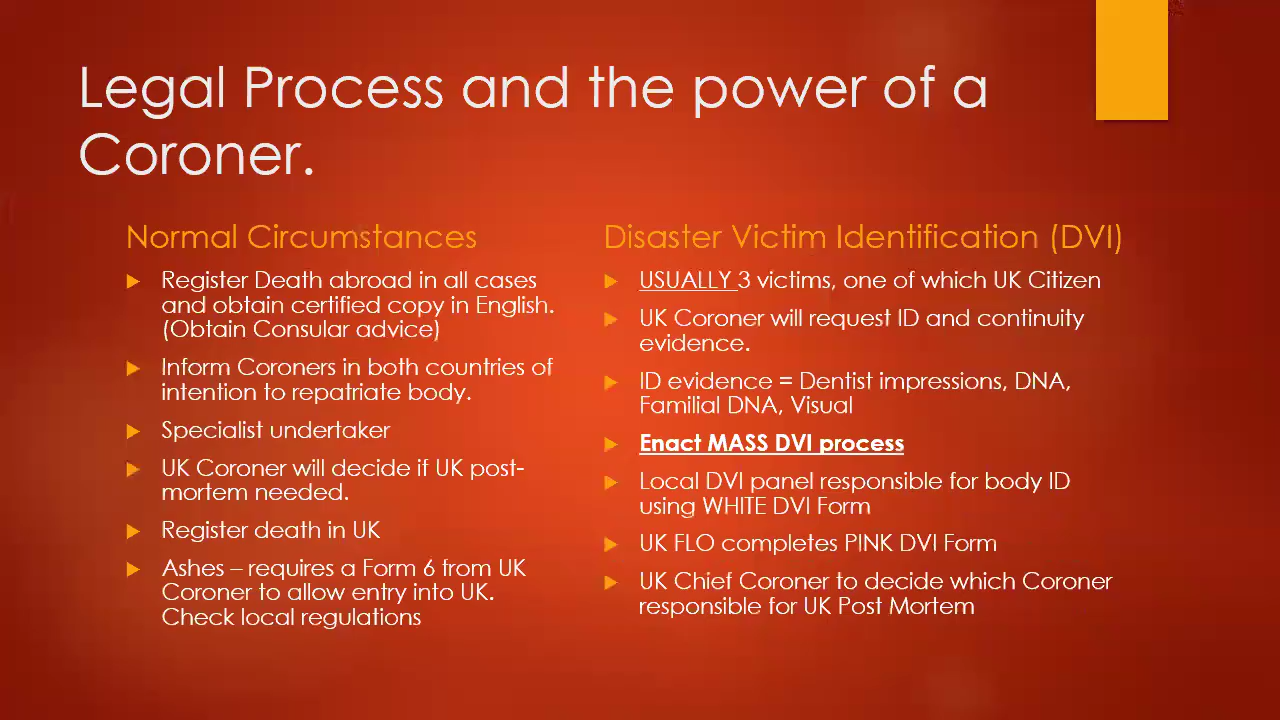 Legal Process and the power of a
Coroner.
Normal Circumstances
Register Death abroad in all cases
and obtain certified copy in English.
(Obtain Consular advice)
Inform Coroners in both countries of
intention to repatriate body.
Specialist undertaker
UK Coroner will decide if UK post-
mortem needed.
Register death in UK
Ashes – requires a Form 6 from UK
Coroner to allow entry into UK.
Check local regulations
Disaster Victim Identification (DVI)
USUALLY 3 victims, one of which UK Citizen
UK Coroner will request ID and continuity
evidence.
ID evidence = Dentist impressions, DNA,
Familial DNA, Visual
Enact MASS DVI process
Local DVI panel responsible for body ID
using WHITE DVI Form
UK FLO completes PINK DVI Form
UK Chief Coroner to decide which Coroner
responsible for UK Post Mortem